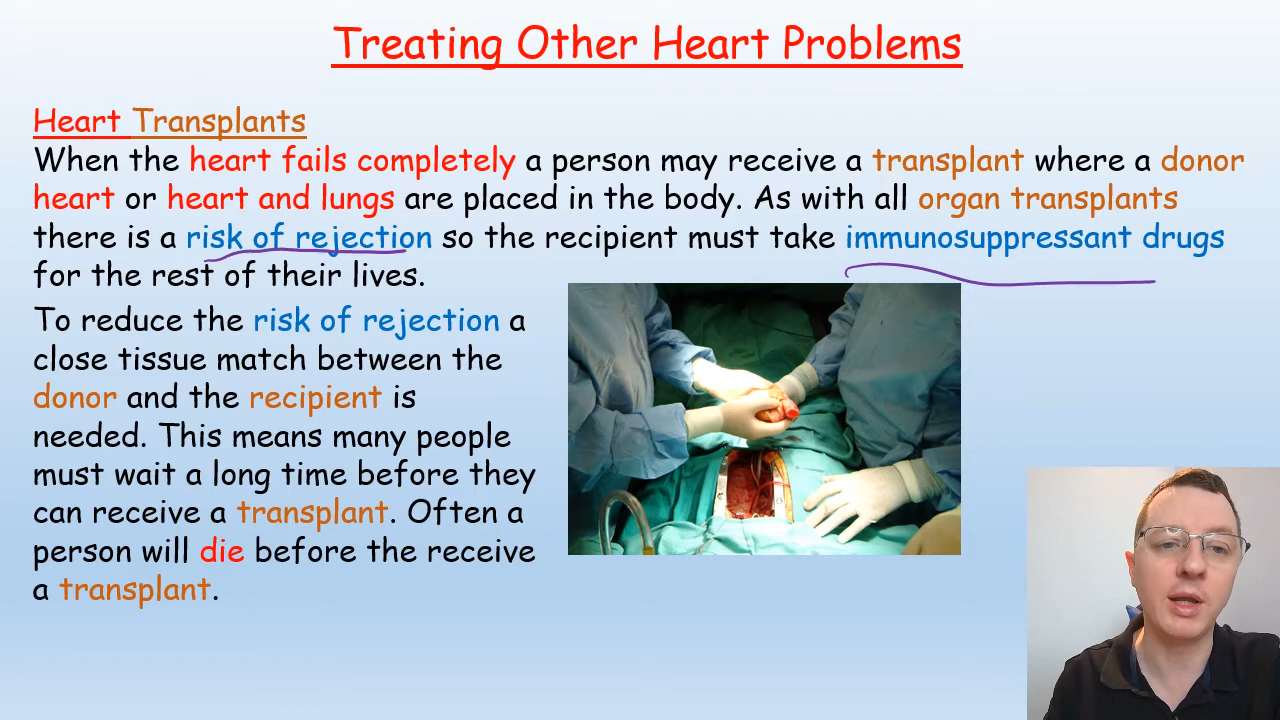 Treating Other Heart Problems
Heart Transplants
When the heart fails completely a person may receive a transplant where a donor
heart or heart and lungs are placed in the body. As with all organ transplants
there is a risk of rejection so the recipient must take immunosuppressant drugs
for the rest of their lives.
To reduce the risk of rejection a
close tissue match between the
donor and the recipient is
needed. This means many people
must wait a long time before they
can receive a transplant. Often a
person will die before the receive
a transplant.